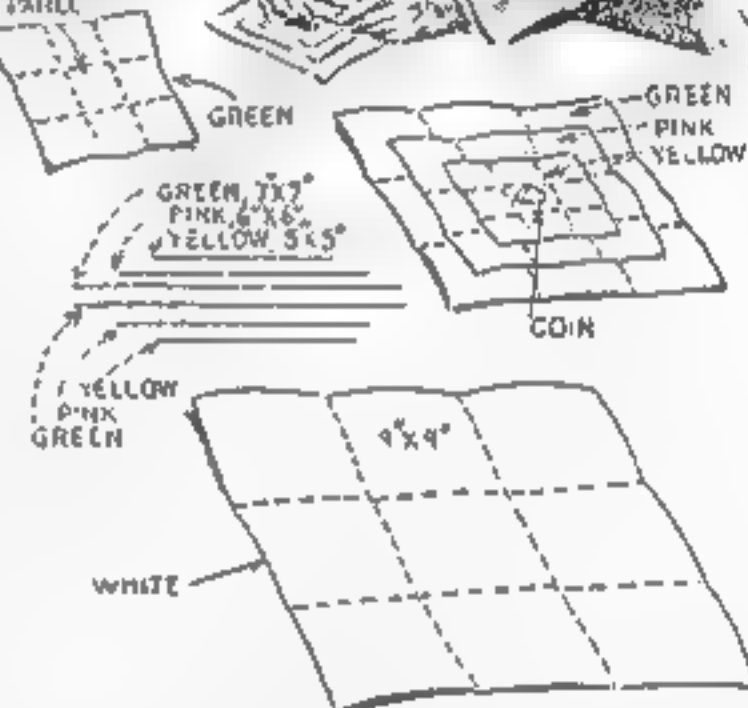 GREEN
GREEN
PINK
YELLOW
GREEN, 7"X7"
PINK, 6"X6"
YELLOW, 5"X5"
COIN
YELLOW
PINK
GREEN
9"X9"
WHITE